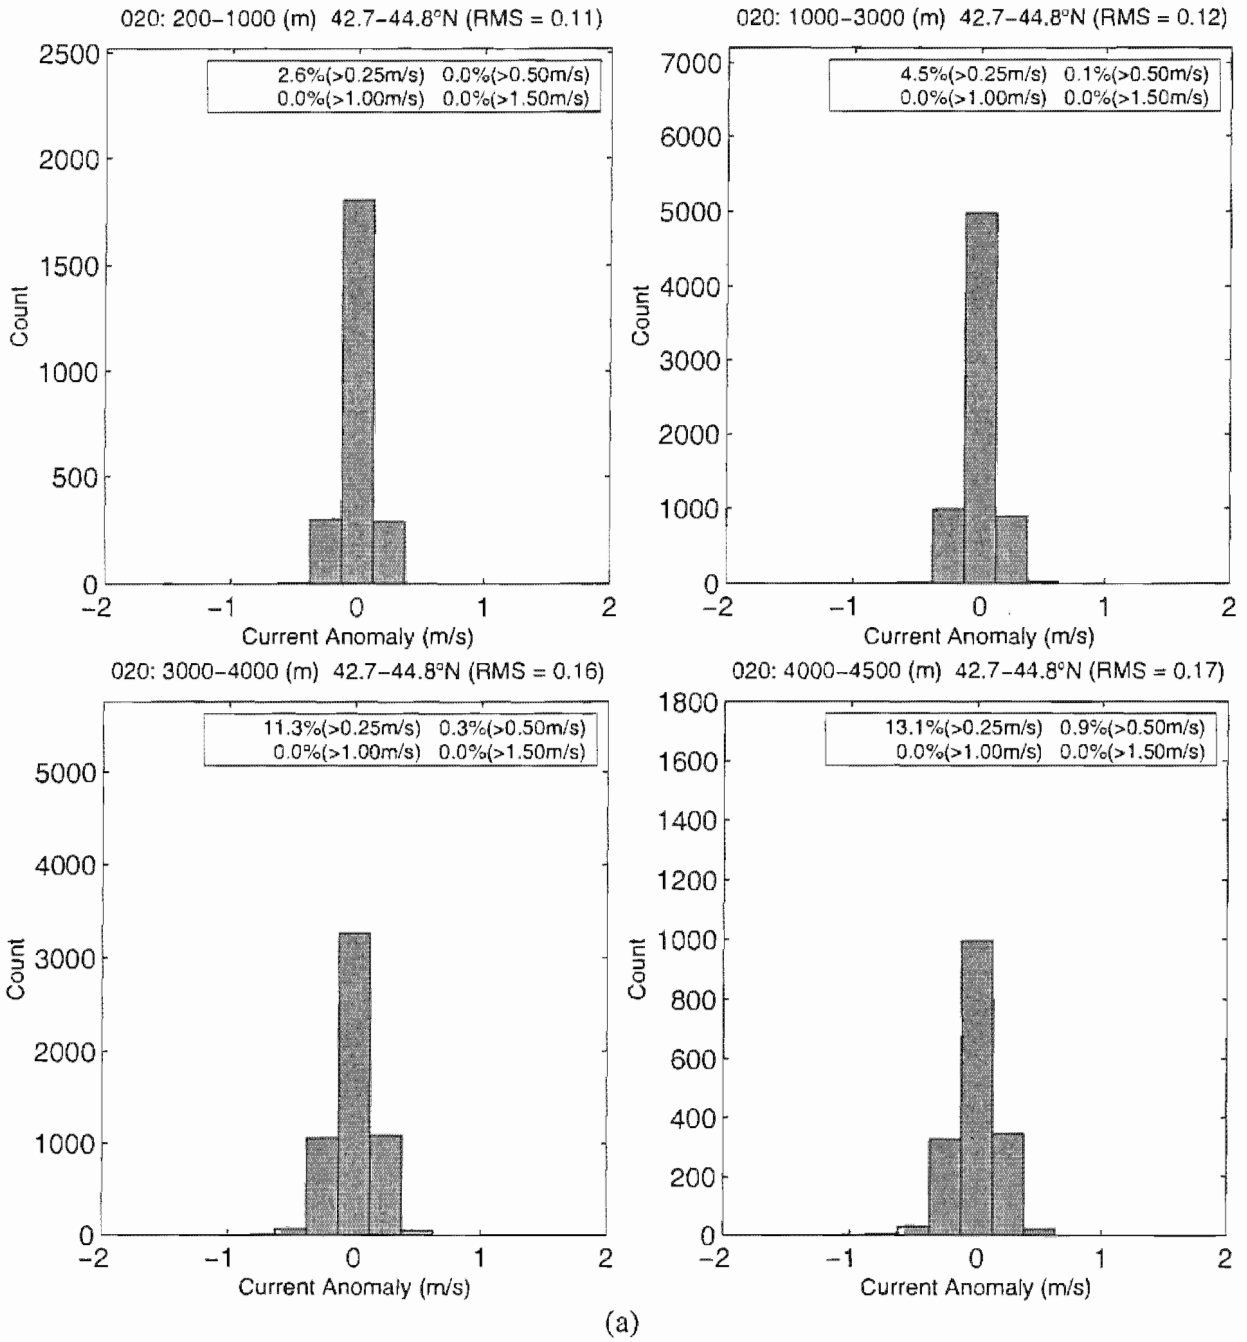 020: 200−1000 (m) 42.7−44.8°N (RMS = 0.11)
2.6%(>0.25m/s) 0.0%(>0.50m/s)
0.0%(>1.00m/s) 0.0%(>1.50m/s)
2500
2000
1500
1000
500
0
Count
−2 −1 0 1 2
Current Anomaly (m/s)
020: 1000−3000 (m) 42.7−44.8°N (RMS = 0.12)
4.5%(>0.25m/s) 0.1%(>0.50m/s)
0.0%(>1.00m/s) 0.0%(>1.50m/s)
7000
6000
5000
4000
3000
2000
1000
0
Count
−2 −1 0 1 2
Current Anomaly (m/s)
020: 3000−4000 (m) 42.7−44.8°N (RMS = 0.16)
11.3%(>0.25m/s) 0.3%(>0.50m/s)
0.0%(>1.00m/s) 0.0%(>1.50m/s)
5000
4000
3000
2000
1000
0
Count
−2 −1 0 1 2
Current Anomaly (m/s)
020: 4000−4500 (m) 42.7−44.8°N (RMS = 0.17)
13.1%(>0.25m/s) 0.9%(>0.50m/s)
0.0%(>1.00m/s) 0.0%(>1.50m/s)
1800
1600
1400
1200
1000
800
600
400
200
0
Count
−2 −1 0 1 2
Current Anomaly (m/s)
(a)